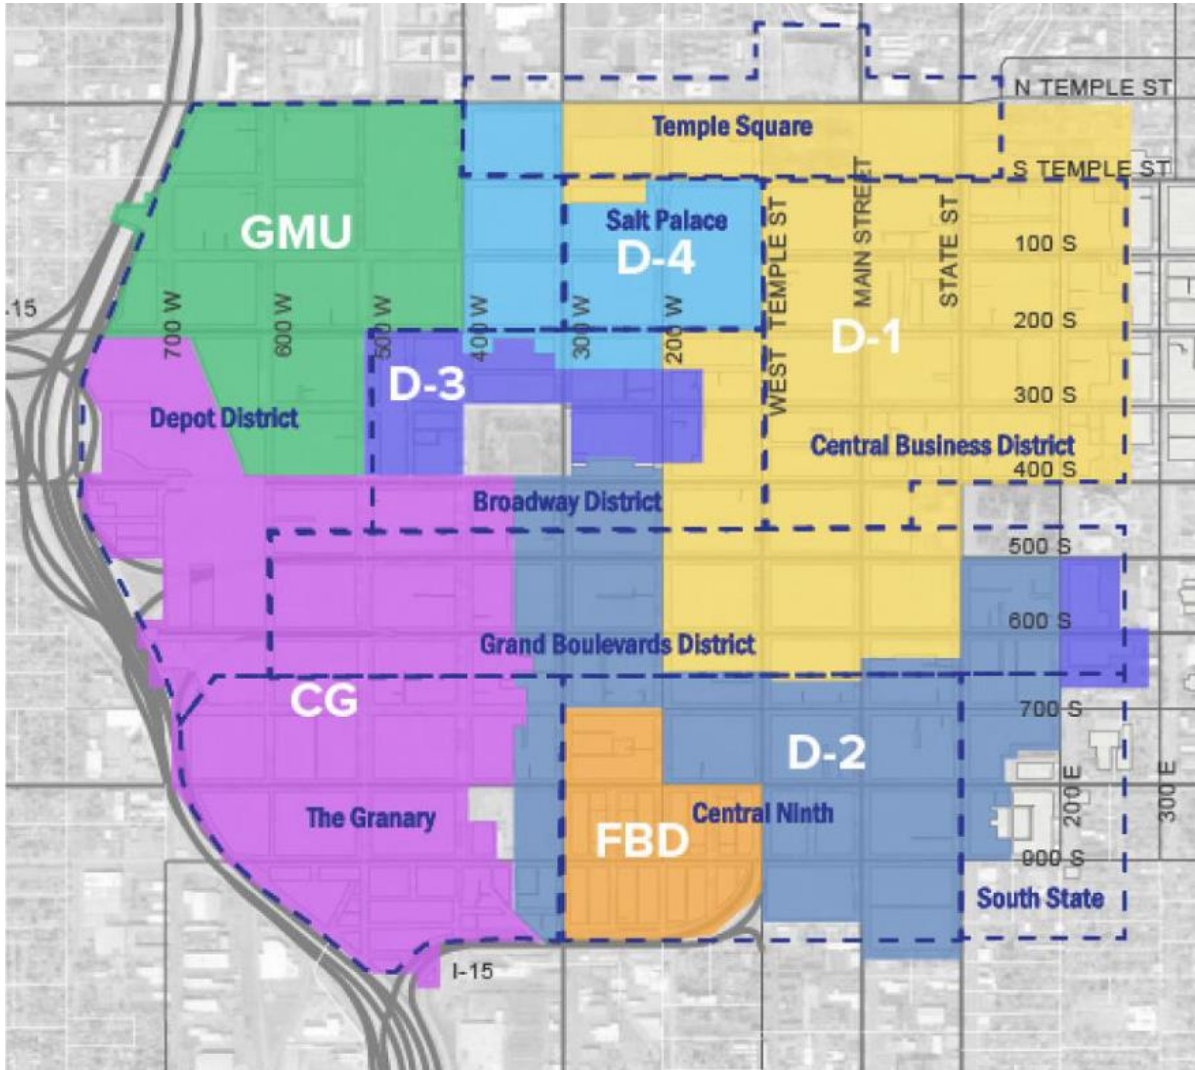 N TEMPLE ST
Temple Square
S TEMPLE ST
GMU
Salt Palace
D-4
WEST TEMPLE ST
MAIN STREET
STATE ST
100 S
-15
700 W
600 W
500 W
400 W
300 W
200 W
200 S
D-1
D-3
300 S
Depot District
Central Business District
400 S
Broadway District
500 S
600 S
Grand Boulevards District
CG
700 S
D-2
200 E
300 E
The Granary
Central Ninth
FBD
900 S
South State
I-15